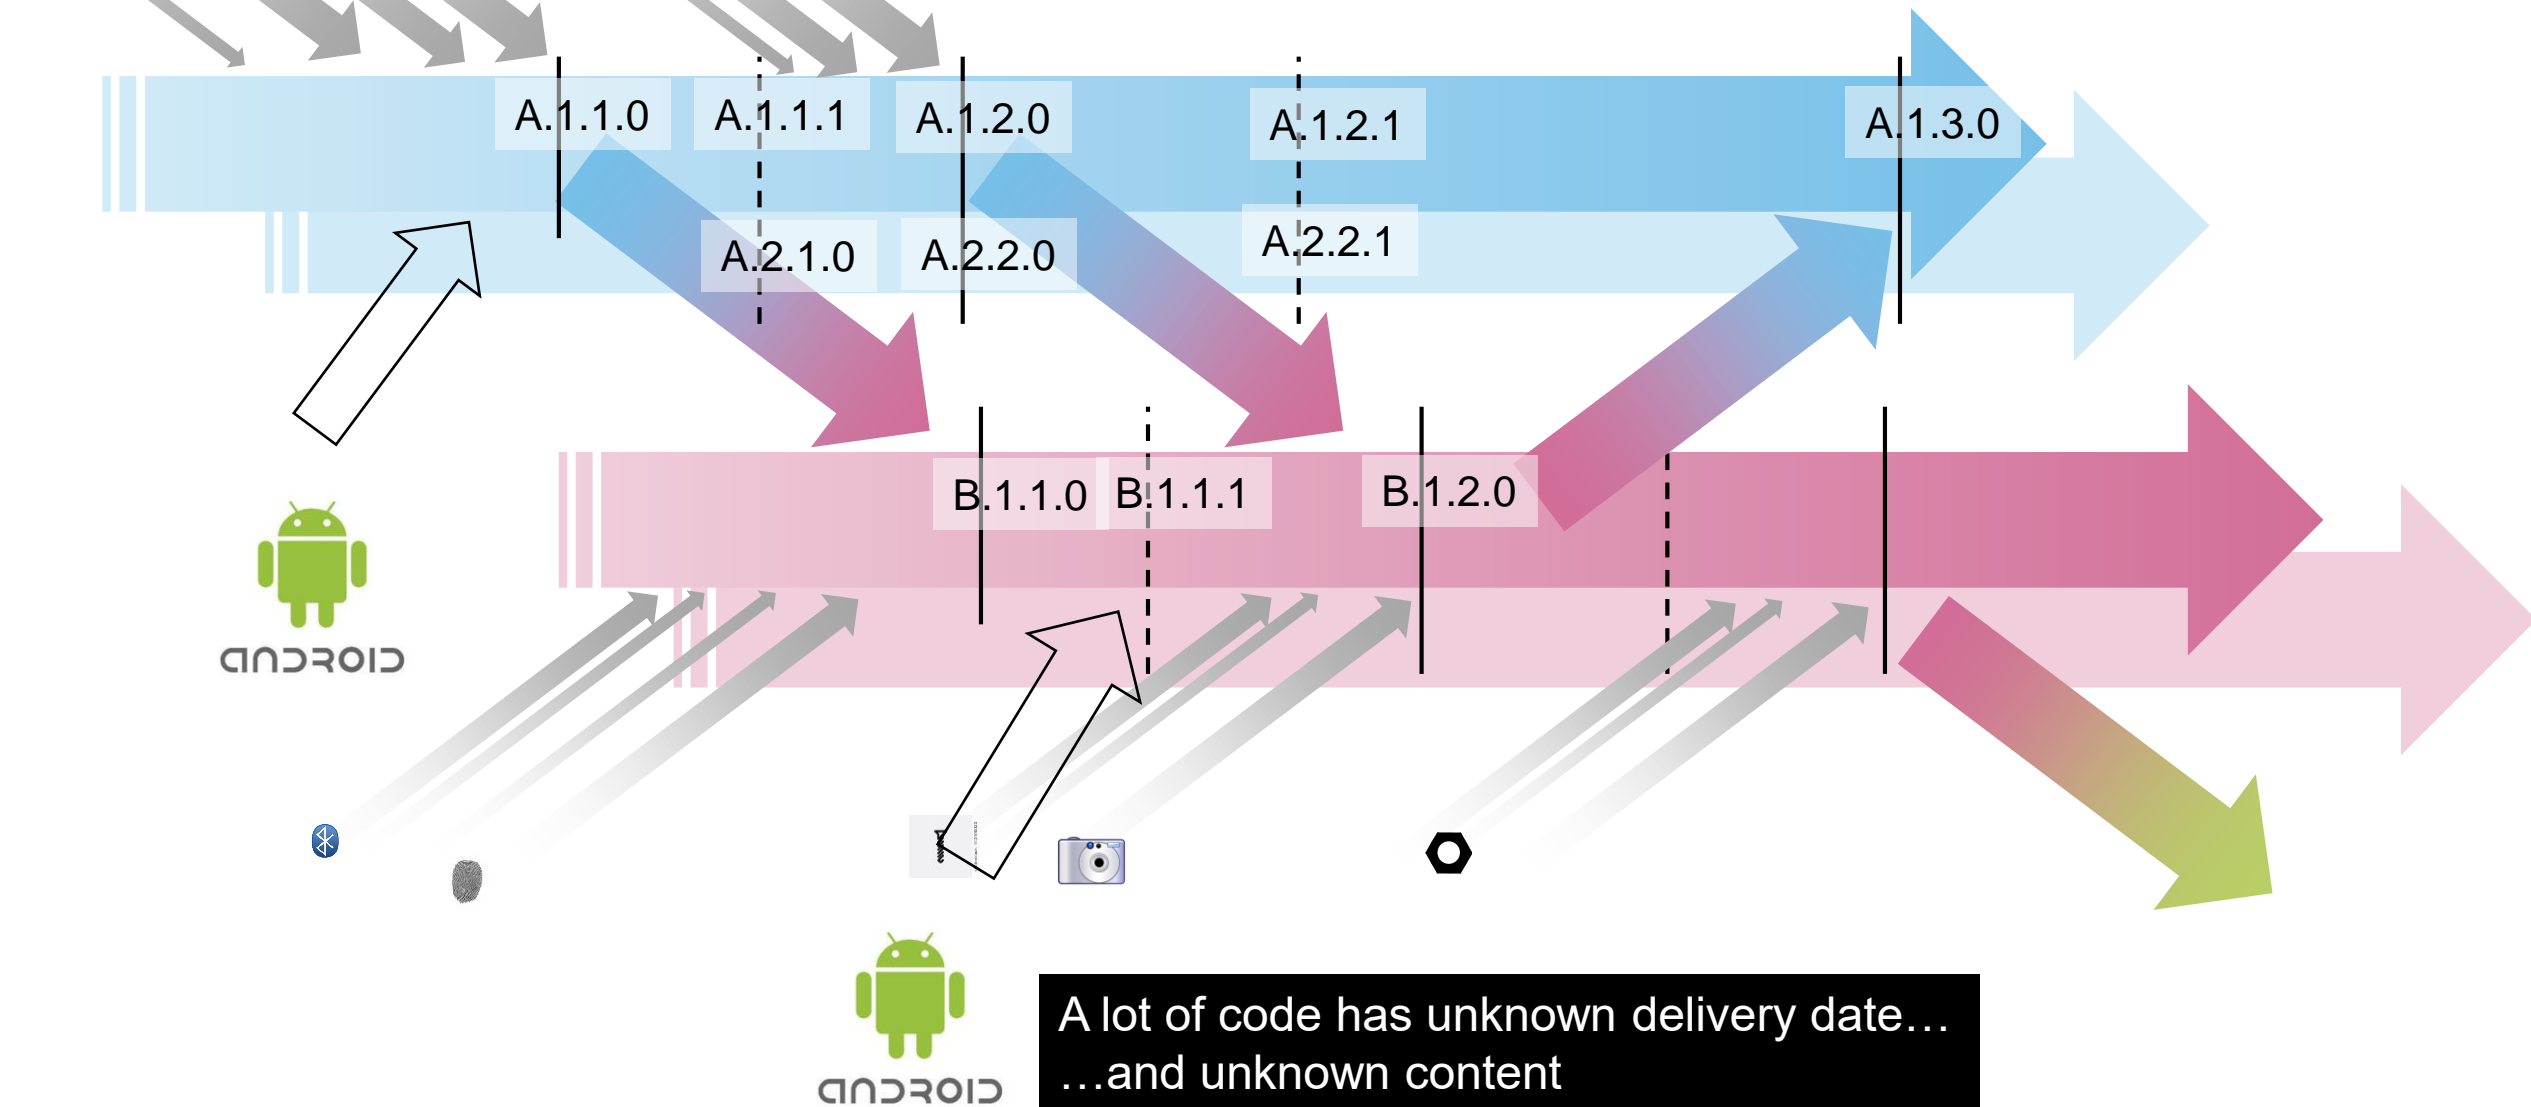 A.1.1.0
A.1.1.1
A.1.2.0
A.1.2.1
A.1.3.0
A.2.1.0
A.2.2.0
A.2.2.1
B.1.1.0
B.1.1.1
B.1.2.0
ANDROID
ANDROID
A lot of code has unknown delivery date…
…and unknown content